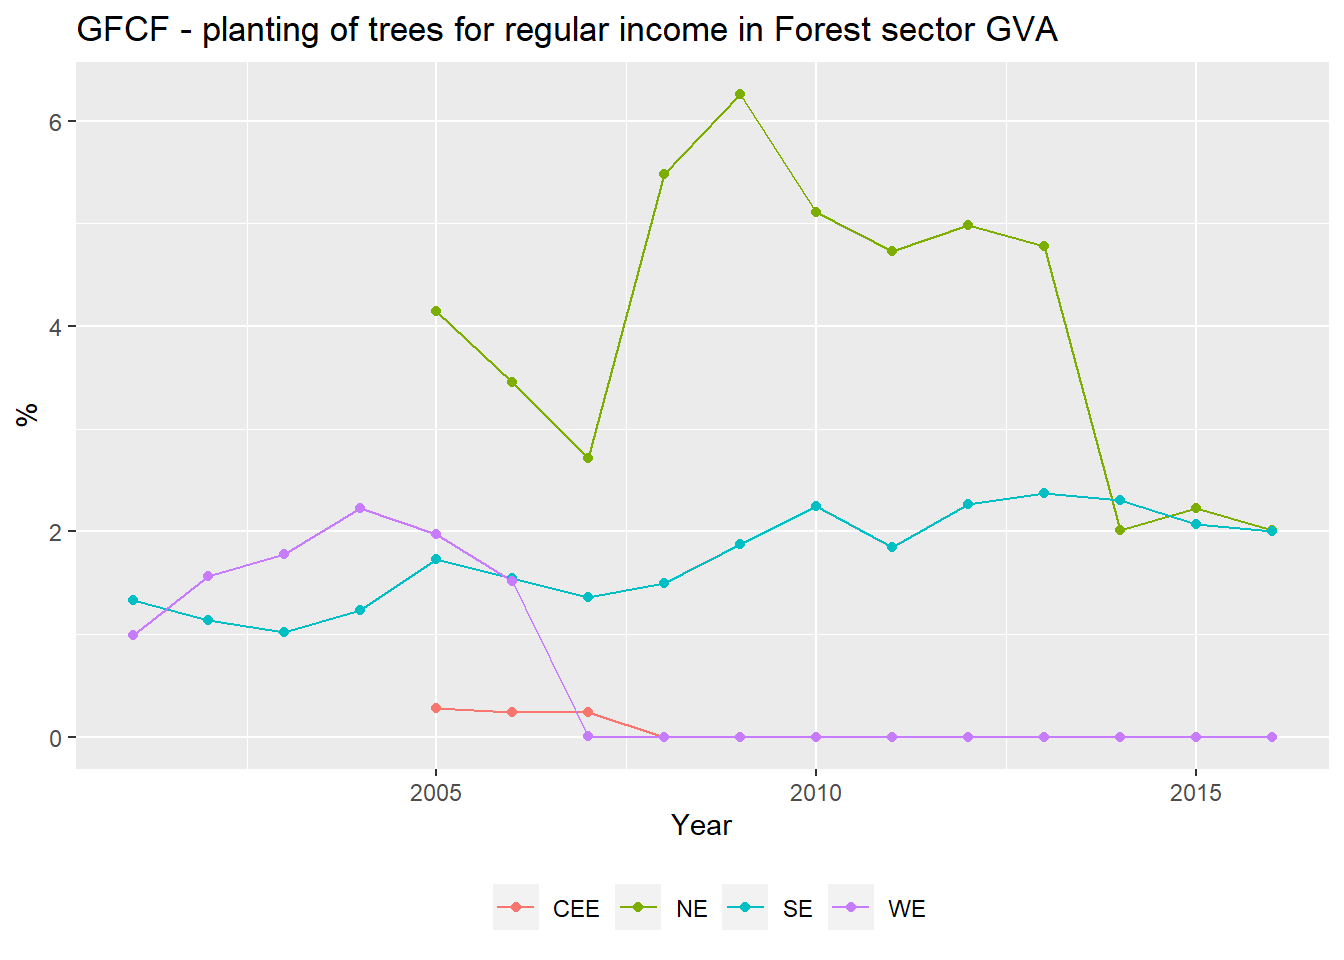 GFCF - planting of trees for regular income in Forest sector GVA
6
4
2
0
%
2005 2010 2015
Year
CEE NE SE WE